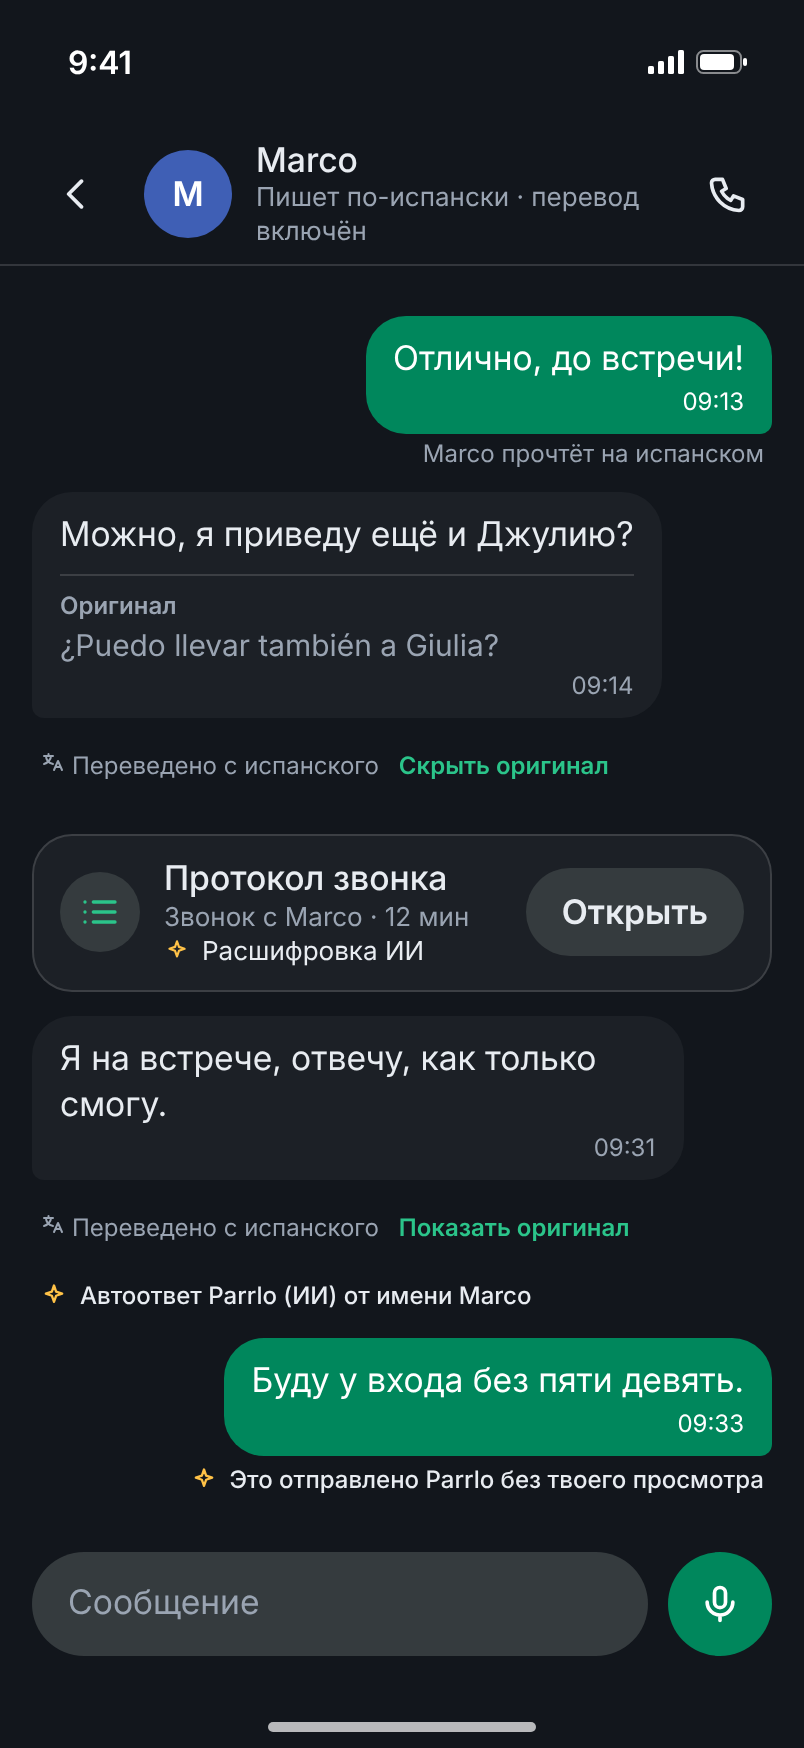 9:41
Marco
M
Пишет по-испански · перевод
включён
Отлично, до встречи!
09:13
Marco прочтёт на испанском
Можно, я приведу ещё и Джулию?
Оригинал
¿Puedo llevar también a Giulia?
09:14
Переведено с испанского Скрыть оригинал
Протокол звонка
Звонок с Marco · 12 мин
Расшифровка ИИ
Открыть
Я на встрече, отвечу, как только
смогу.
09:31
Переведено с испанского Показать оригинал
Автоответ Parrlo (ИИ) от имени Marco
Буду у входа без пяти девять.
09:33
Это отправлено Parrlo без твоего просмотра
Сообщение